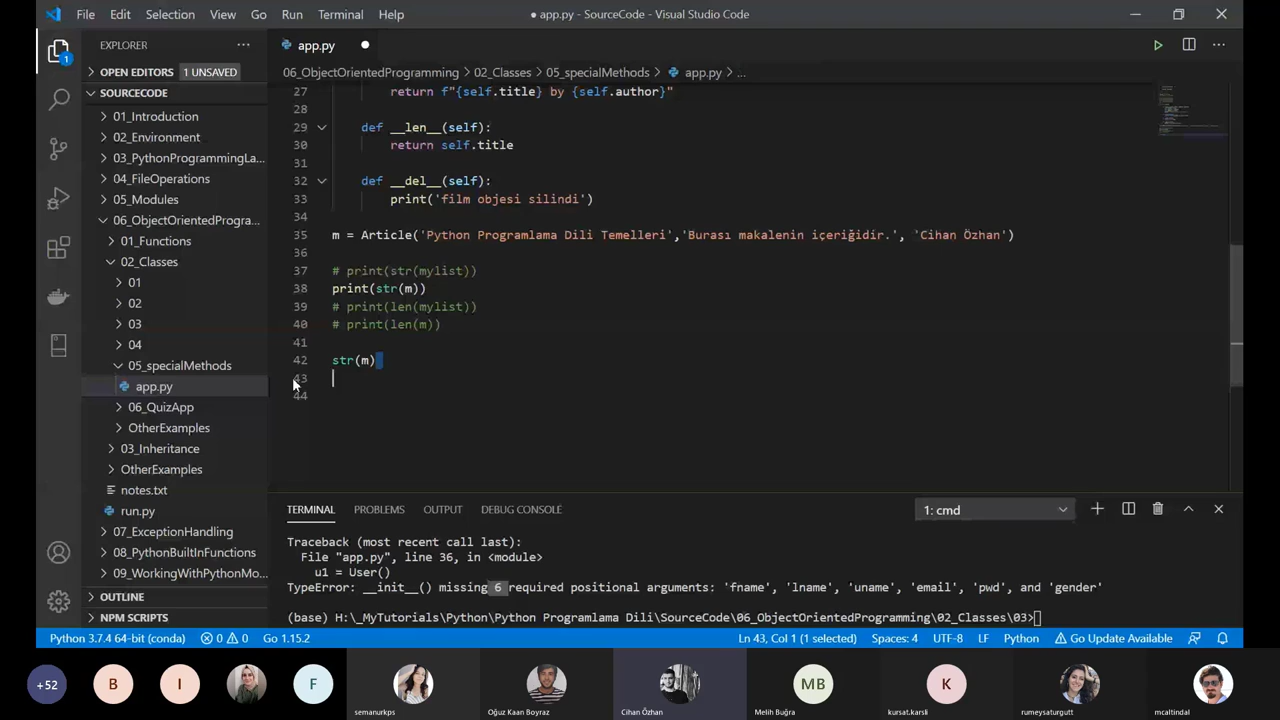 File Edit Selection View Go Run Terminal Help
● app.py - SourceCode - Visual Studio Code
EXPLORER
OPEN EDITORS 1 UNSAVED
SOURCECODE
01_Introduction
02_Environment
03_PythonProgrammingLa...
04_FileOperations
05_Modules
06_ObjectOrientedProgra...
01_Functions
02_Classes
01
02
03
04
05_specialMethods
app.py
06_QuizApp
OtherExamples
03_Inheritance
OtherExamples
notes.txt
run.py
07_ExceptionHandling
08_PythonBuiltInFunctions
09_WorkingWithPythonMo...
OUTLINE
NPM SCRIPTS
1
app.py
06_ObjectOrientedProgramming > 02_Classes > 05_specialMethods > app.py > ...
27 return f"{self.title} by {self.author}"
28
29 def __len__(self):
30 return self.title
31
32 def __del__(self):
33 print('film objesi silindi')
34
35 m = Article('Python Programlama Dili Temelleri','Burası makalenin içeriğidir.', 'Cihan Özhan')
36
37 # print(str(mylist))
38 print(str(m))
39 # print(len(mylist))
40 # print(len(m))
41
42 str(m)
43
44
TERMINAL PROBLEMS OUTPUT DEBUG CONSOLE 1: cmd
Traceback (most recent call last):
File "app.py", line 36, in <module>
u1 = User()
TypeError: __init__() missing 6 required positional arguments: 'fname', 'lname', 'uname', 'email', 'pwd', and 'gender'
(base) H:\_MyTutorials\Python\Python Programlama Dili\SourceCode\06_ObjectOrientedProgramming\02_Classes\03>
Python 3.7.4 64-bit (conda) 0 0 Go 1.15.2 Ln 43, Col 1 (1 selected) Spaces: 4 UTF-8 LF Python Go Update Available
+52 B I F MB K
semanurkps Oğuz Kaan Boyraz Cihan Özhan Melih Buğra kursat.karsli rumeysaturgutt mcaltindal